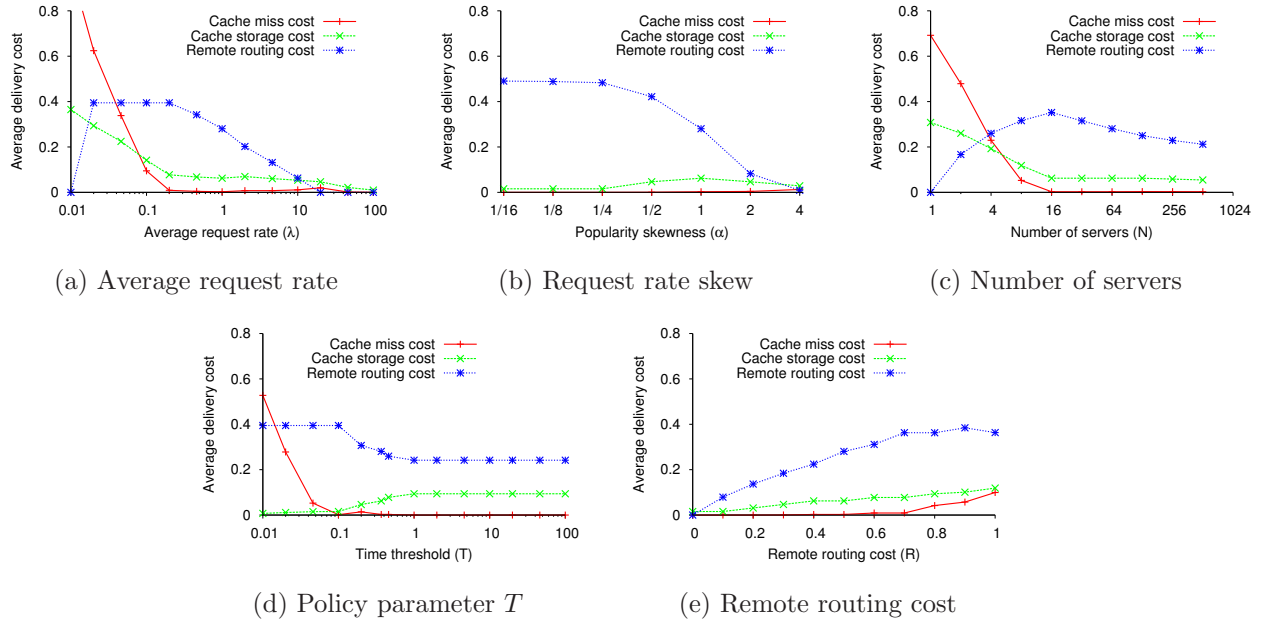 Average delivery cost
0.8
0.6
0.4
0.2
0
0.01
0.1
1
10
100
Average request rate (λ)
Cache miss cost
Cache storage cost
Remote routing cost
(a) Average request rate
Average delivery cost
0.8
0.6
0.4
0.2
0
1/16
1/8
1/4
1/2
1
2
4
Popularity skewness (α)
Cache miss cost
Cache storage cost
Remote routing cost
(b) Request rate skew
Average delivery cost
0.8
0.6
0.4
0.2
0
1
4
16
64
256
1024
Number of servers (N)
Cache miss cost
Cache storage cost
Remote routing cost
(c) Number of servers
Average delivery cost
0.8
0.6
0.4
0.2
0
0.01
0.1
1
10
100
Time threshold (T)
Cache miss cost
Cache storage cost
Remote routing cost
(d) Policy parameter T
Average delivery cost
0.8
0.6
0.4
0.2
0
0
0.2
0.4
0.6
0.8
1
Remote routing cost (R)
Cache miss cost
Cache storage cost
Remote routing cost
(e) Remote routing cost